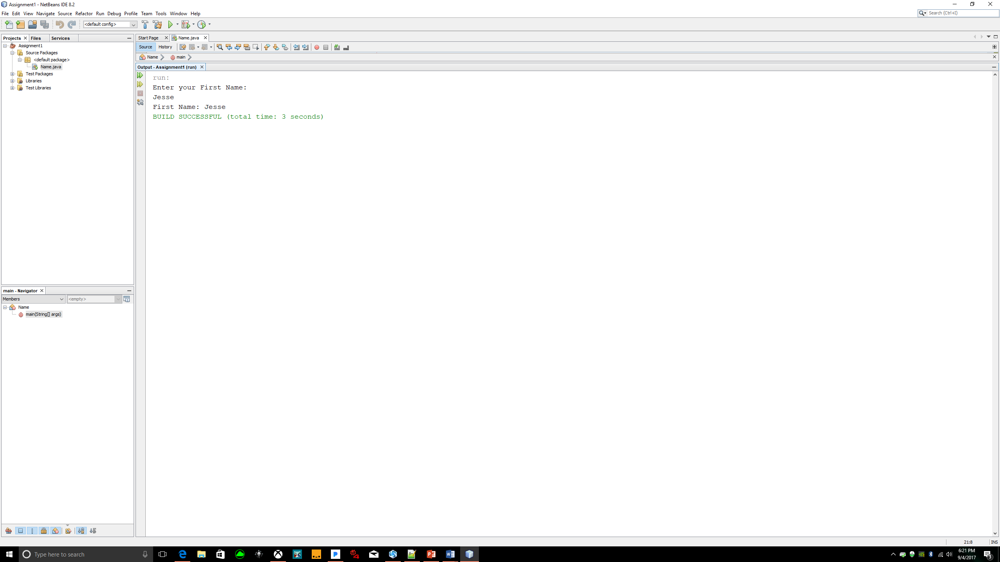 Assignment1 - NetBeans IDE 8.2
File Edit View Navigate Source Refactor Run Debug Profile Team Tools Window Help
Search (Ctrl+I)
<default config>
Projects Files Services
Assignment1
Source Packages
<default package>
Name.java
Test Packages
Libraries
Test Libraries
Start Page Name.java
Source History
Name main
Output - Assignment1 (run)
run:
Enter your First Name:
Jesse
First Name: Jesse
BUILD SUCCESSFUL (total time: 3 seconds)
main - Navigator
Members <empty>
Name
main(String[] args)
21:8 INS
Type here to search
6:21 PM
9/4/2017
3